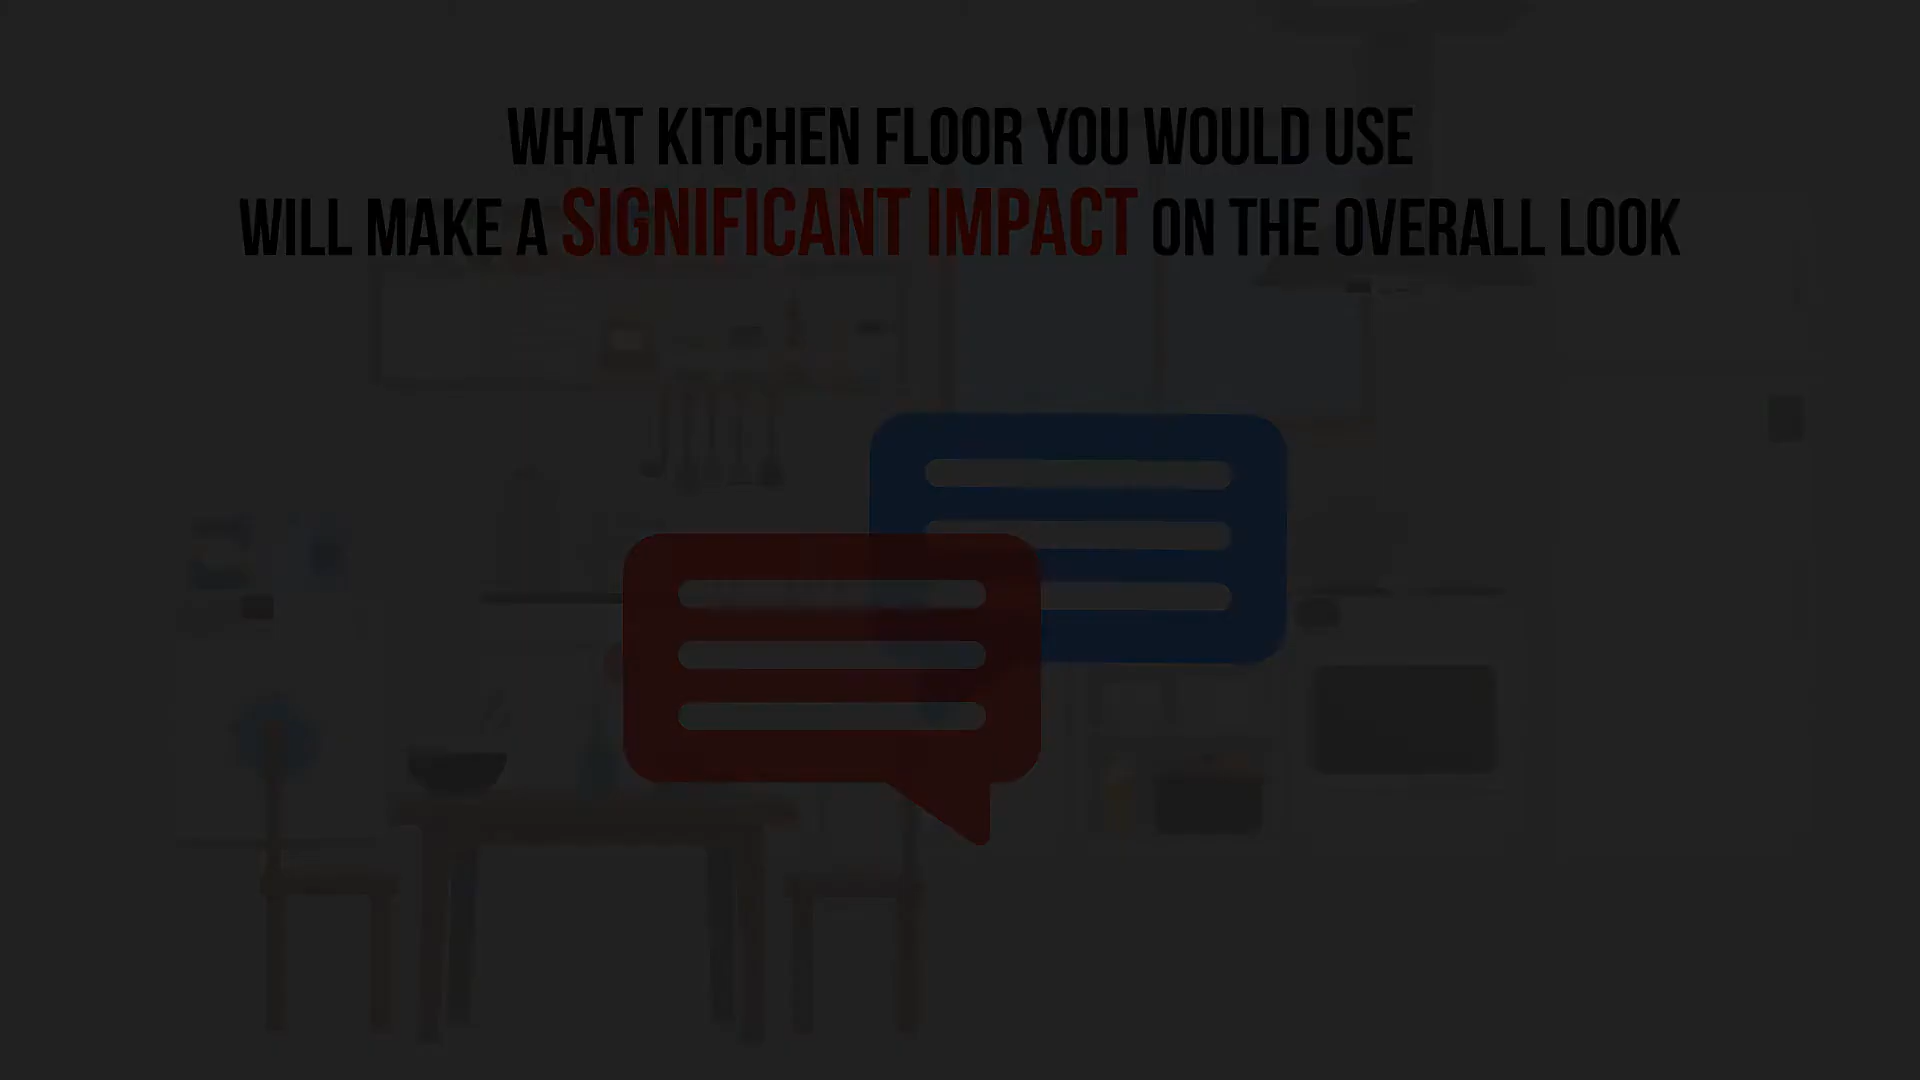 WHAT KITCHEN FLOOR YOU WOULD USE
WILL MAKE A SIGNIFICANT IMPACT ON THE OVERALL LOOK